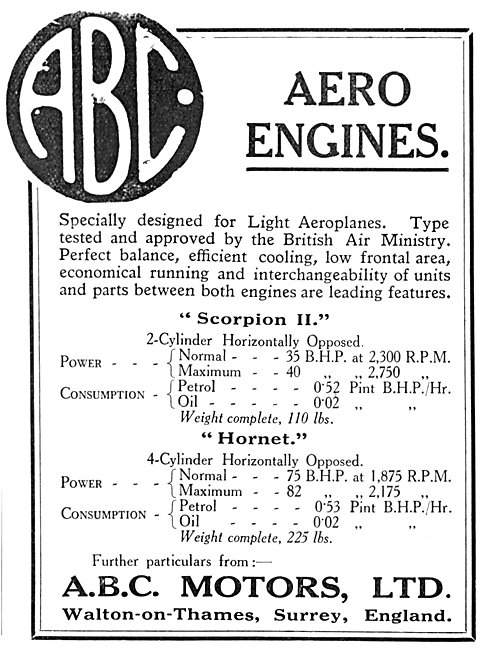 ABC
AERO
ENGINES.
Specially designed for Light Aeroplanes. Type
tested and approved by the British Air Ministry.
Perfect balance, efficient cooling, low frontal area,
economical running and interchangeability of units
and parts between both engines are leading features.
“ Scorpion II.”
2-Cylinder Horizontally Opposed.
POWER - - - { Normal - - - 35 B.H.P. at 2,300 R.P.M.
Maximum - - 40 „ „ 2,750 „
CONSUMPTION - { Petrol - - - - 0·52 Pint B.H.P./Hr.
Oil - - - - - 0·02 „ „
Weight complete, 110 lbs.
“ Hornet.”
4-Cylinder Horizontally Opposed.
POWER - - - { Normal - - - 75 B.H.P. at 1,875 R.P.M.
Maximum - - 82 „ „ 2,175 „
CONSUMPTION - { Petrol - - - - 0·53 Pint B.H.P./Hr.
Oil - - - - 0·02 „ „
Weight complete, 225 lbs.
Further particulars from :—
A.B.C. MOTORS, LTD.
Walton-on-Thames, Surrey, England.